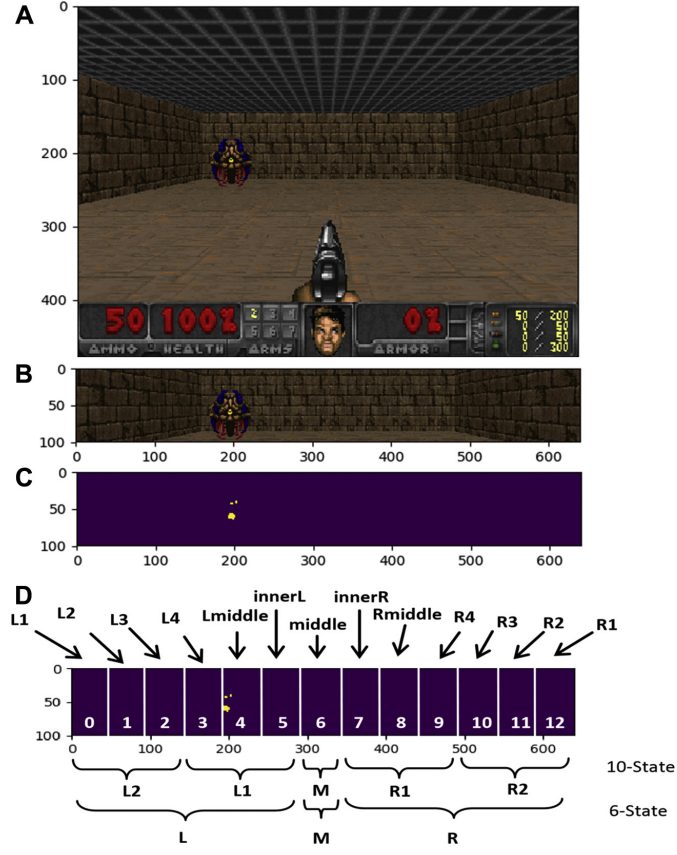 A
0
100
200
300
400
50 100% 2 3 4 5 6 7 0% 50 / 200
0 / 50
0 / 50
0 / 300
AMMO HEALTH ARMS ARMOR
B
0
50
100
0 100 200 300 400 500 600
C
0
50
100
0 100 200 300 400 500 600
D
innerL innerR
L1 L2 L3 L4 Lmiddle middle Rmiddle R4 R3 R2 R1
0
50
100
0 1 2 3 4 5 6 7 8 9 10 11 12
0 100 200 300 400 500 600
10-State
L2 L1 M R1 R2
6-State
L M R